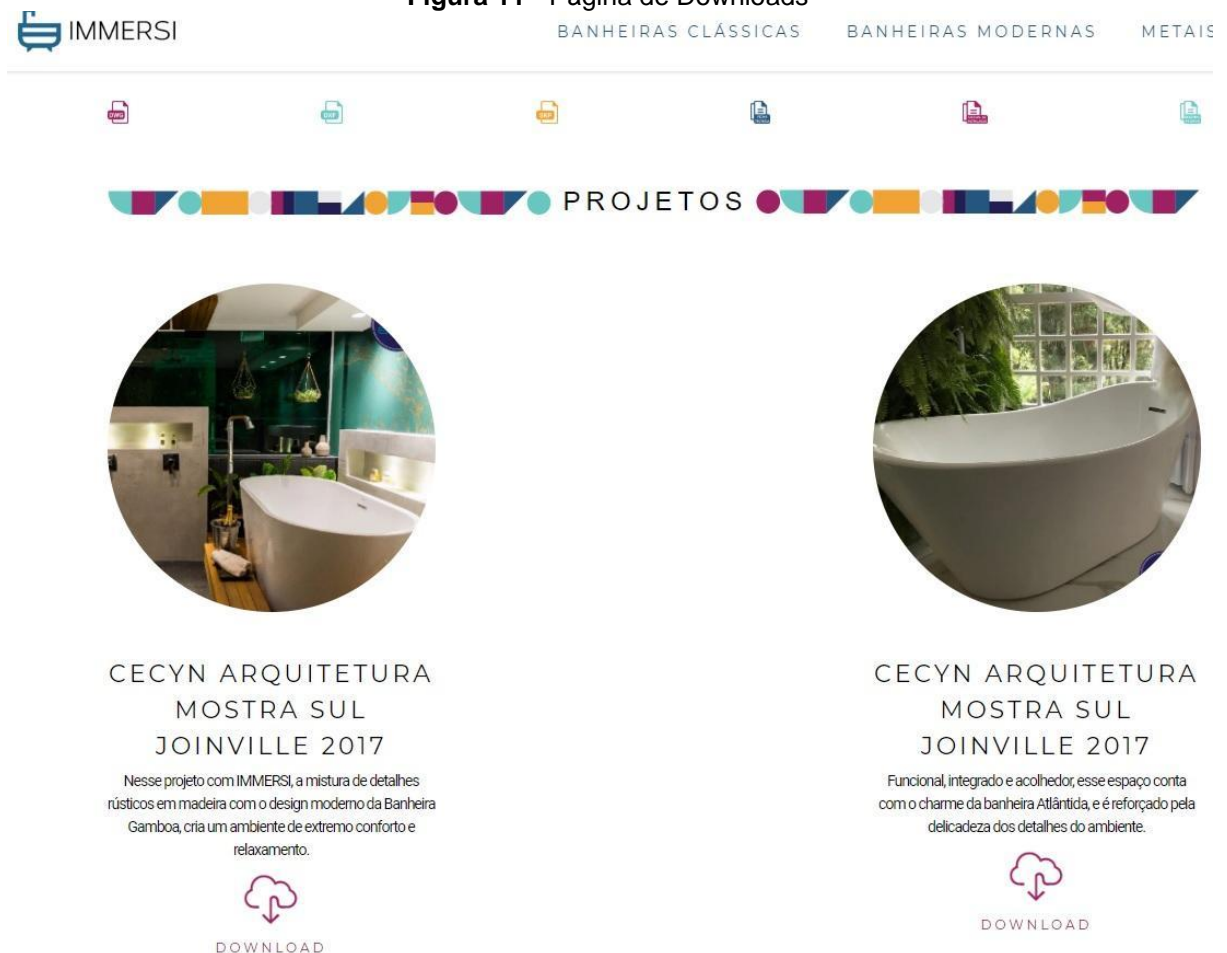 Figura 11 - Página de Downloads
IMMERSI
BANHEIRAS CLÁSSICAS BANHEIRAS MODERNAS METAIS
DWG
PROJETOS
CECYN ARQUITETURA
MOSTRA SUL
JOINVILLE 2017
Nesse projeto com IMMERSI, a mistura de detalhes
rústicos em madeira com o design moderno da Banheira
Gamboa, cria um ambiente de extremo conforto e
relaxamento.
DOWNLOAD
CECYN ARQUITETURA
MOSTRA SUL
JOINVILLE 2017
Funcional, integrado e acolhedor, esse espaço conta
com o charme da banheira Atlântida, e é reforçado pela
delicadeza dos detalhes do ambiente.
DOWNLOAD